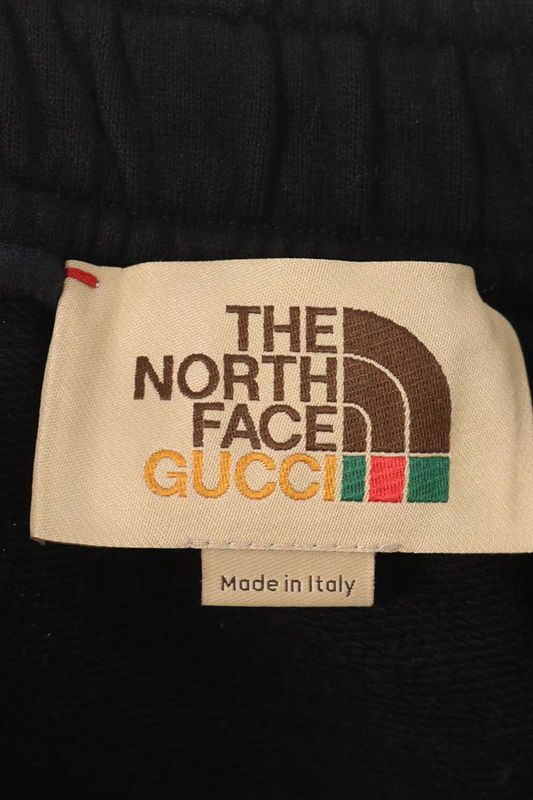 THE
NORTH
FACE
GUCCI
Made in Italy